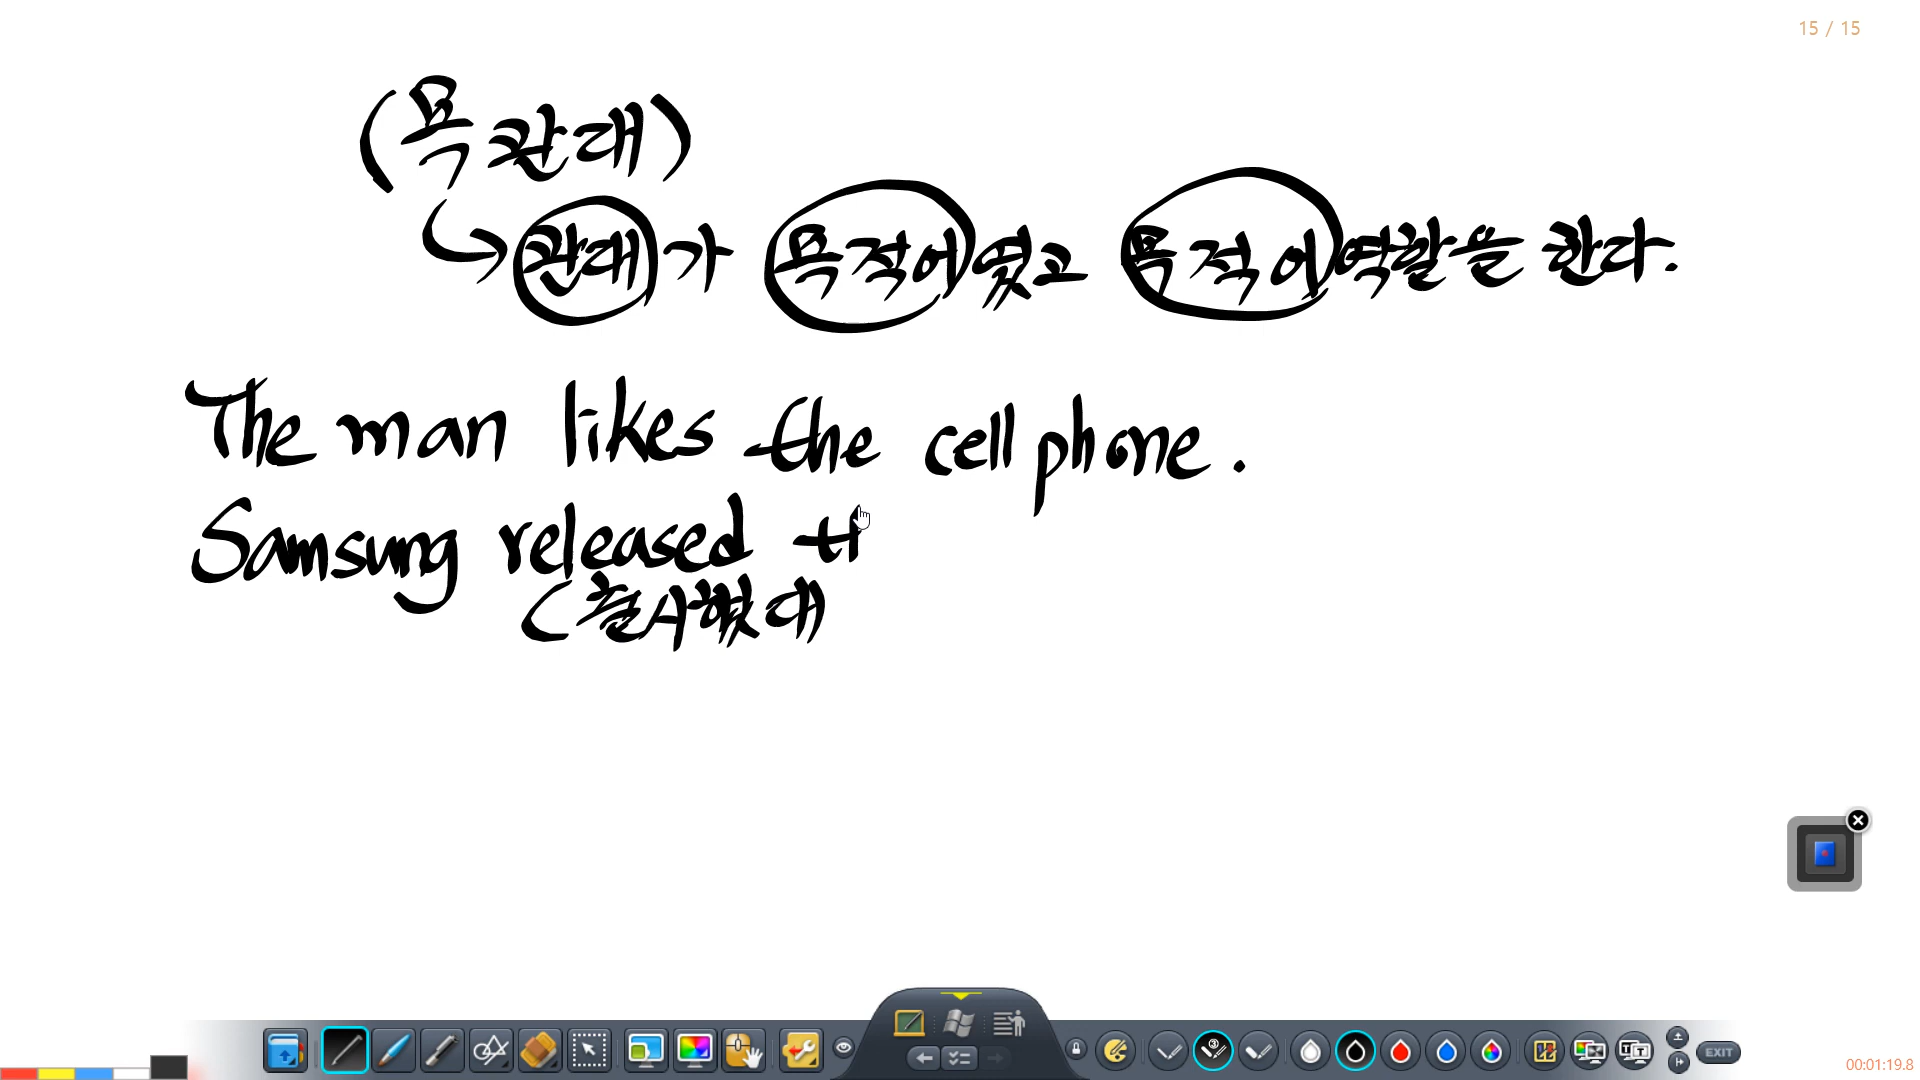 15 / 15
(목관대)
관대가 목적어였고 목적어역할을 한다.
The man likes the cell phone.
Samsung released th
(출시했대
EXIT
00:01:19.8